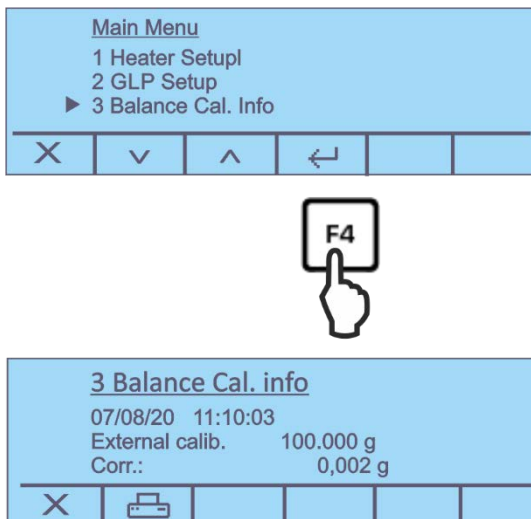 Main Menu
1 Heater Setupl
2 GLP Setup
3 Balance Cal. Info
F4
3 Balance Cal. info
07/08/20 11:10:03
External calib. 100.000 g
Corr.: 0,002 g